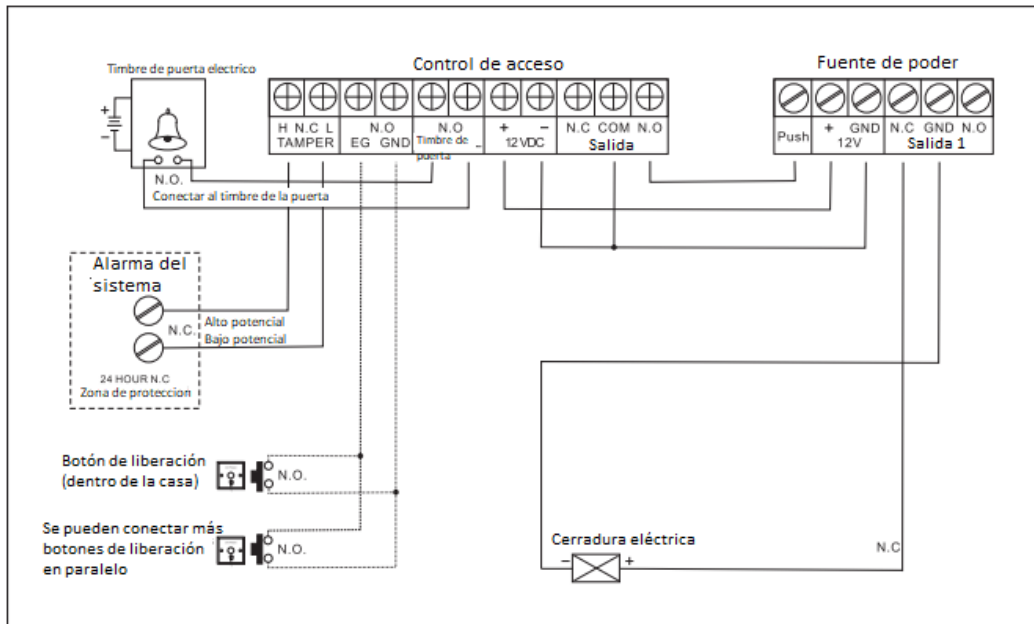 Timbre de puerta electrico
Control de acceso
Fuente de poder
+
−
N.O.
Conectar al timbre de la puerta
H N.C L
TAMPER
N.O
EG GND
N.O
Timbre de puerta
_
+ −
12 VDC
N.C COM N.O
Salida
Push
+ GND
12V
N.C GND N.O
Salida 1
Alarma del
sistema
N.C.
Alto potencial
Bajo potencial
24 HOUR N.C
Zona de proteccion
Botón de liberación
(dentro de la casa)
N.O.
Se pueden conectar más
botones de liberación
en paralelo
N.O.
Cerradura eléctrica
− +
N.C